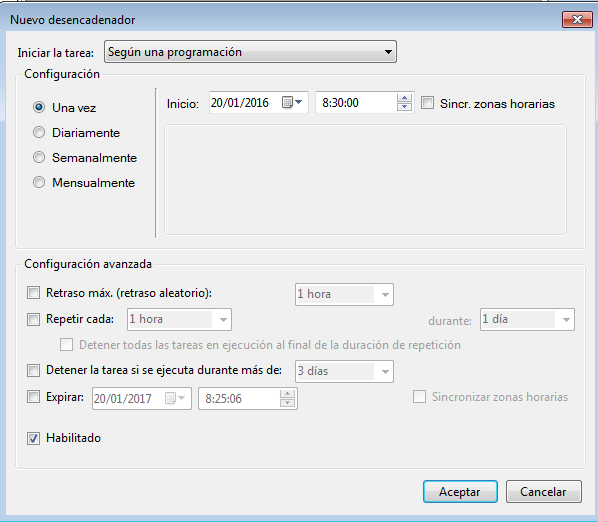 Nuevo desencadenador
Iniciar la tarea: Según una programación
Configuración
Una vez
Inicio: 20/01/2016 8:30:00 Sincr. zonas horarias
Diariamente
Semanalmente
Mensualmente
Configuración avanzada
Retraso máx. (retraso aleatorio): 1 hora
Repetir cada: 1 hora durante: 1 día
Detener todas las tareas en ejecución al final de la duración de repetición
Detener la tarea si se ejecuta durante más de: 3 días
Expirar: 20/01/2017 8:25:06 Sincronizar zonas horarias
Habilitado
Aceptar Cancelar